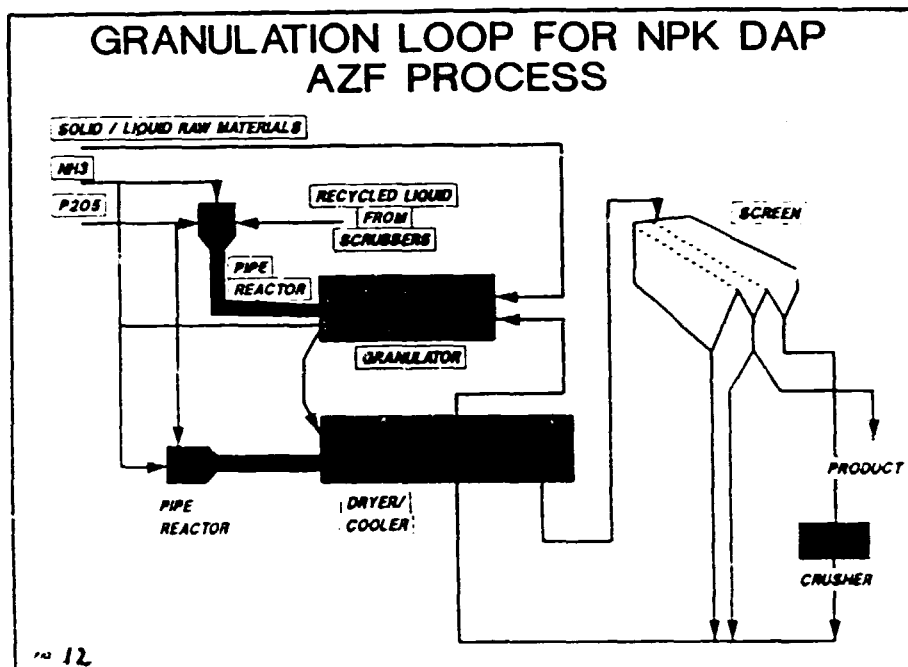 GRANULATION LOOP FOR NPK DAP
AZF PROCESS
SOLID / LIQUID RAW MATERIALS
NH3
P205
RECYCLED LIQUID
FROM
SCRUBBERS
SCREEN
PIPE
REACTOR
GRANULATOR
PRODUCT
PIPE
REACTOR
DRYER/
COOLER
CRUSHER
12